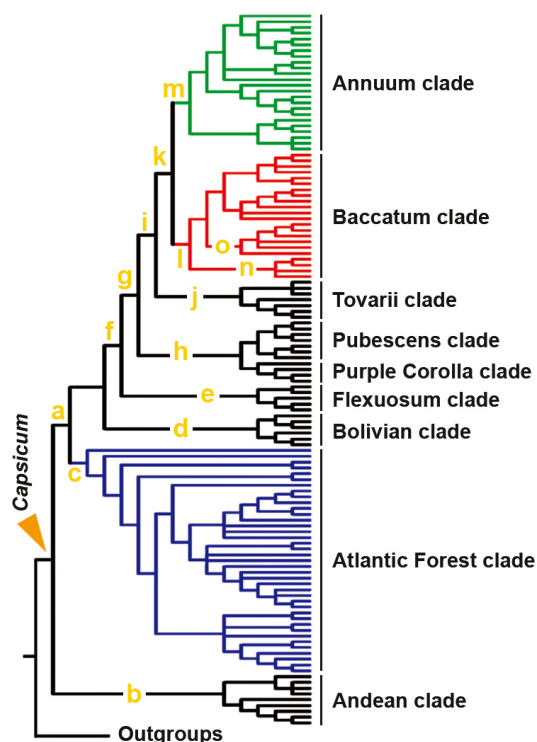 m
Annuum clade
k
Baccatum clade
i
l
o
n
g
j
Tovarii clade
f
h
Pubescens clade
Purple Corolla clade
e
Flexuosum clade
a
d
Bolivian clade
c
Capsicum
Atlantic Forest clade
b
Andean clade
Outgroups